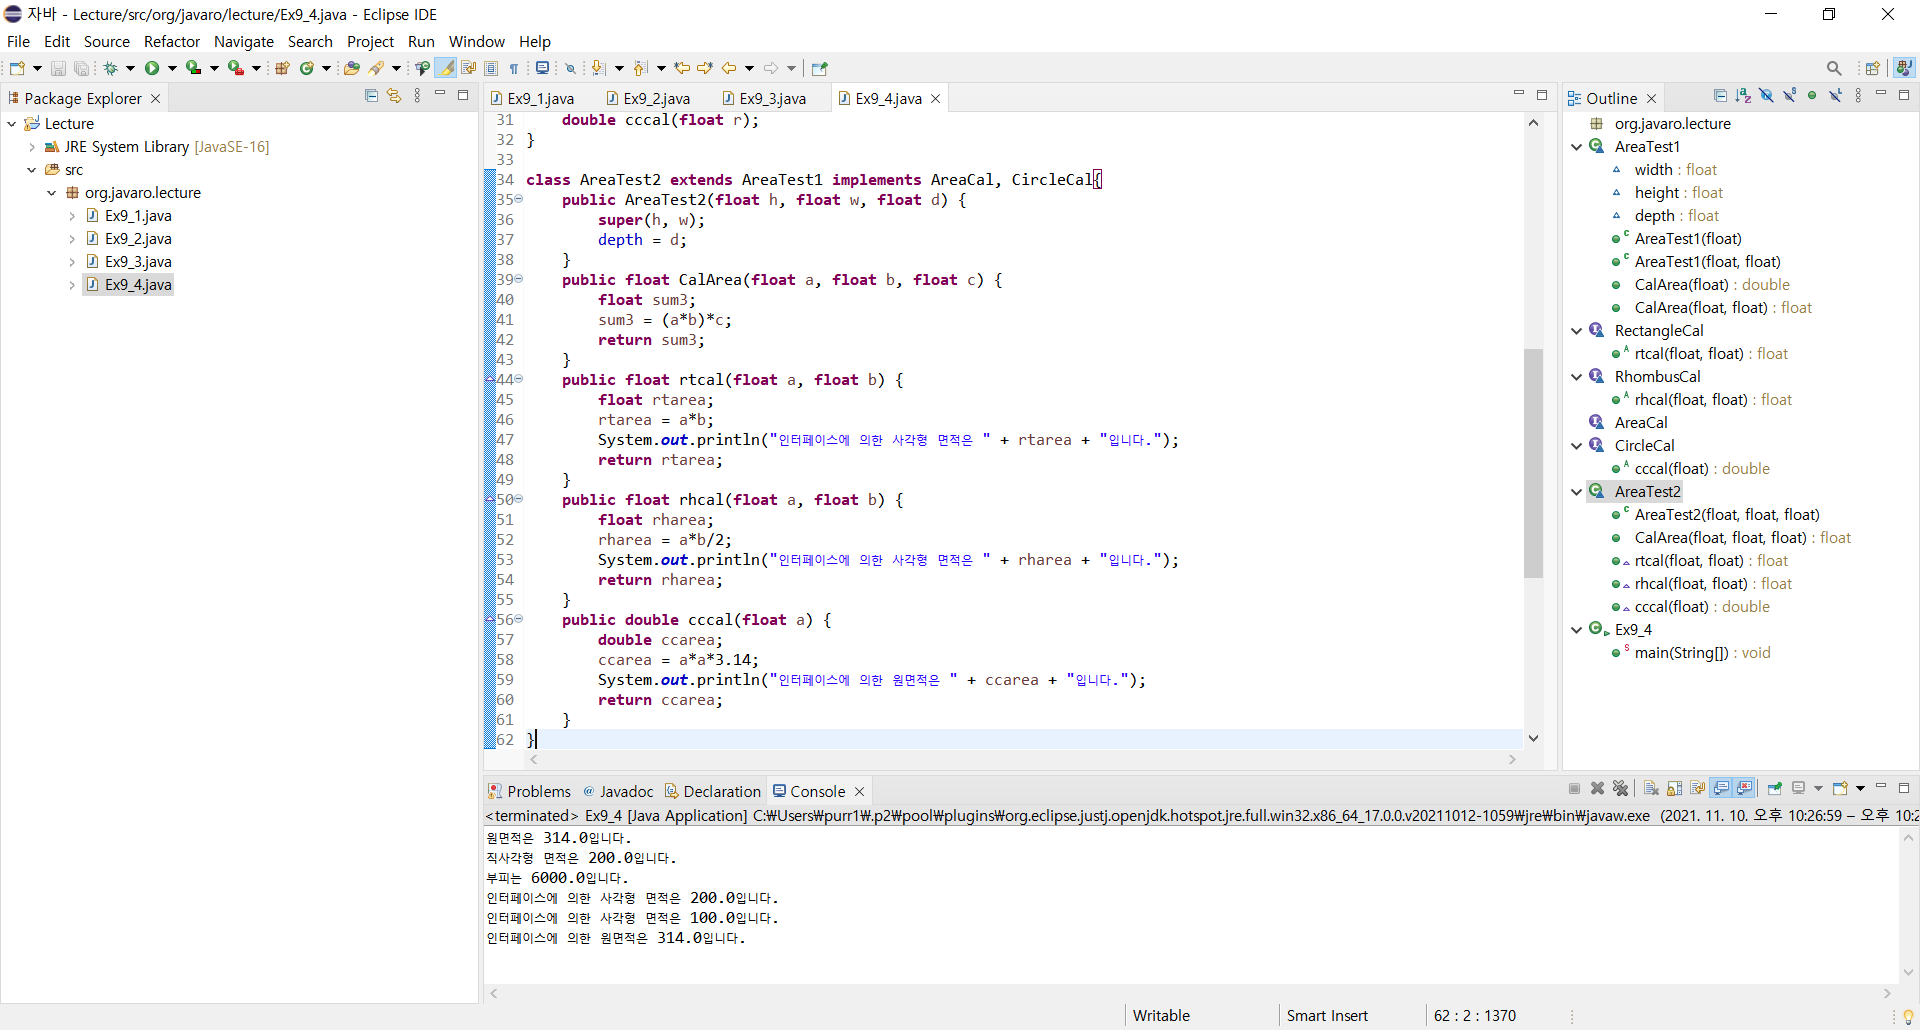 자바 - Lecture/src/org/javaro/lecture/Ex9_4.java - Eclipse IDE
File Edit Source Refactor Navigate Search Project Run Window Help
Package Explorer
Lecture
JRE System Library [JavaSE-16]
src
org.javaro.lecture
Ex9_1.java
Ex9_2.java
Ex9_3.java
Ex9_4.java
Ex9_1.java Ex9_2.java Ex9_3.java Ex9_4.java
31 double cccal(float r);
32 }
33
34 class AreaTest2 extends AreaTest1 implements AreaCal, CircleCal{
35 public AreaTest2(float h, float w, float d) {
36 super(h, w);
37 depth = d;
38 }
39 public float CalArea(float a, float b, float c) {
40 float sum3;
41 sum3 = (a*b)*c;
42 return sum3;
43 }
44 public float rtcal(float a, float b) {
45 float rtarea;
46 rtarea = a*b;
47 System.out.println("인터페이스에 의한 사각형 면적은 " + rtarea + "입니다.");
48 return rtarea;
49 }
50 public float rhcal(float a, float b) {
51 float rharea;
52 rharea = a*b/2;
53 System.out.println("인터페이스에 의한 사각형 면적은 " + rharea + "입니다.");
54 return rharea;
55 }
56 public double cccal(float a) {
57 double ccarea;
58 ccarea = a*a*3.14;
59 System.out.println("인터페이스에 의한 원면적은 " + ccarea + "입니다.");
60 return ccarea;
61 }
62 }
Outline
org.javaro.lecture
AreaTest1
width : float
height : float
depth : float
AreaTest1(float)
AreaTest1(float, float)
CalArea(float) : double
CalArea(float, float) : float
RectangleCal
rtcal(float, float) : float
RhombusCal
rhcal(float, float) : float
AreaCal
CircleCal
cccal(float) : double
AreaTest2
AreaTest2(float, float, float)
CalArea(float, float, float) : float
rtcal(float, float) : float
rhcal(float, float) : float
cccal(float) : double
Ex9_4
main(String[]) : void
Problems Javadoc Declaration Console
<terminated> Ex9_4 [Java Application] C:₩Users₩purr1₩.p2₩pool₩plugins₩org.eclipse.justj.openjdk.hotspot.jre.full.win32.x86_64_17.0.0.v20211012-1059₩jre₩bin₩javaw.exe (2021. 11. 10. 오후 10:26:59 – 오후 10:2
원면적은 314.0입니다.
직사각형 면적은 200.0입니다.
부피는 6000.0입니다.
인터페이스에 의한 사각형 면적은 200.0입니다.
인터페이스에 의한 사각형 면적은 100.0입니다.
인터페이스에 의한 원면적은 314.0입니다.
Writable Smart Insert 62 : 2 : 1370